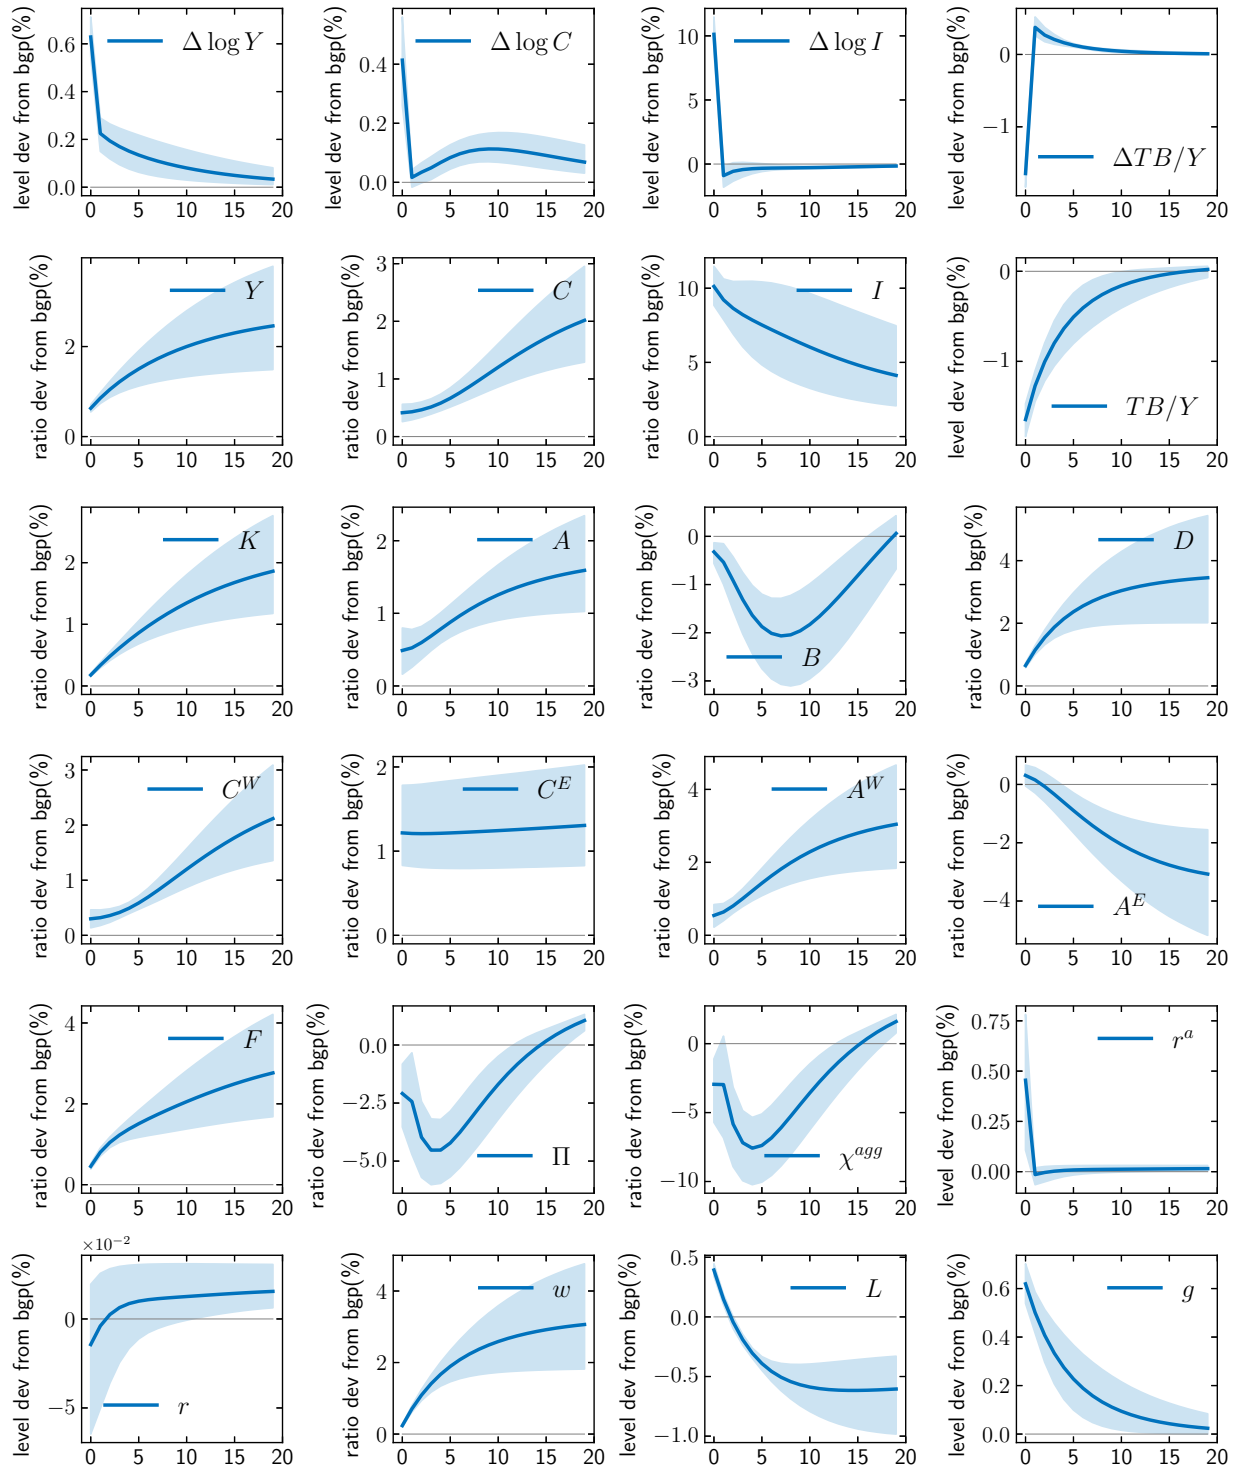 level dev from bgp(%)
0.6
0.4
0.2
0.0
Δ log Y
0 5 10 15 20
level dev from bgp(%)
0.4
0.2
0.0
Δ log C
0 5 10 15 20
level dev from bgp(%)
10
5
0
Δ log I
0 5 10 15 20
level dev from bgp(%)
0
−1
ΔTB/Y
0 5 10 15 20
ratio dev from bgp(%)
2
0
Y
0 5 10 15 20
ratio dev from bgp(%)
3
2
1
0
C
0 5 10 15 20
ratio dev from bgp(%)
10
5
0
I
0 5 10 15 20
level dev from bgp(%)
0
−1
TB/Y
0 5 10 15 20
ratio dev from bgp(%)
2
1
0
K
0 5 10 15 20
ratio dev from bgp(%)
2
1
0
A
0 5 10 15 20
ratio dev from bgp(%)
0
−1
−2
−3
B
0 5 10 15 20
ratio dev from bgp(%)
4
2
0
D
0 5 10 15 20
ratio dev from bgp(%)
3
2
1
0
C^W
0 5 10 15 20
ratio dev from bgp(%)
2
1
0
C^E
0 5 10 15 20
ratio dev from bgp(%)
4
2
0
A^W
0 5 10 15 20
ratio dev from bgp(%)
0
−2
−4
A^E
0 5 10 15 20
ratio dev from bgp(%)
4
2
0
F
0 5 10 15 20
ratio dev from bgp(%)
0.0
−2.5
−5.0
Π
0 5 10 15 20
ratio dev from bgp(%)
0
−5
−10
χ^agg
0 5 10 15 20
level dev from bgp(%)
0.75
0.50
0.25
0.00
r^a
0 5 10 15 20
level dev from bgp(%)
×10^−2
0
−5
r
0 5 10 15 20
ratio dev from bgp(%)
4
2
0
w
0 5 10 15 20
level dev from bgp(%)
0.5
0.0
−0.5
−1.0
L
0 5 10 15 20
level dev from bgp(%)
0.6
0.4
0.2
0.0
g
0 5 10 15 20